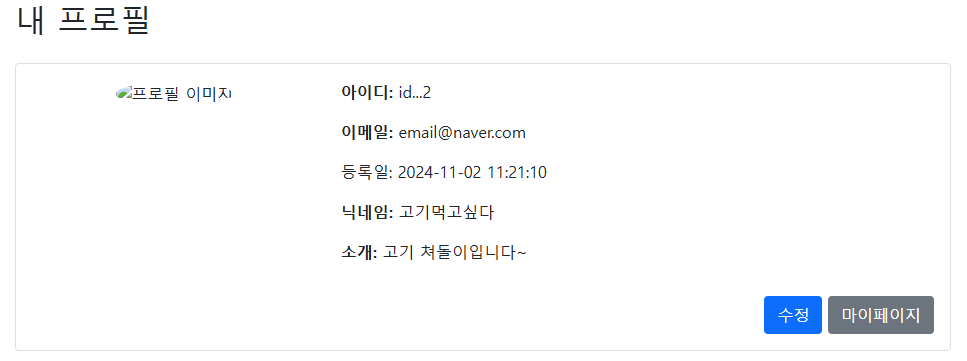 내 프로필
프로필 이미지
아이디: id...2
이메일: email@naver.com
등록일: 2024-11-02 11:21:10
닉네임: 고기먹고싶다
소개: 고기 쳐돌이입니다~
수정 마이페이지